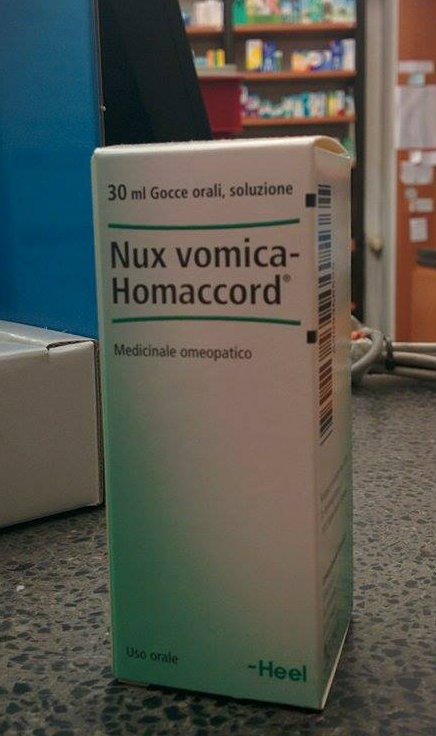 30 ml Gocce orali, soluzione
Nux vomica-
Homaccord®
Medicinale omeopatico
Uso orale
-Heel